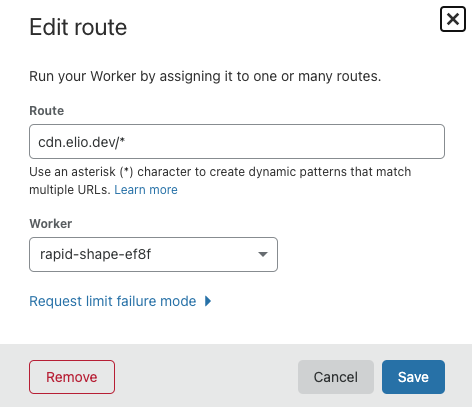 Edit route
Run your Worker by assigning it to one or many routes.
Route
cdn.elio.dev/*
Use an asterisk (*) character to create dynamic patterns that match
multiple URLs. Learn more
Worker
rapid-shape-ef8f
Request limit failure mode
Remove
Cancel
Save